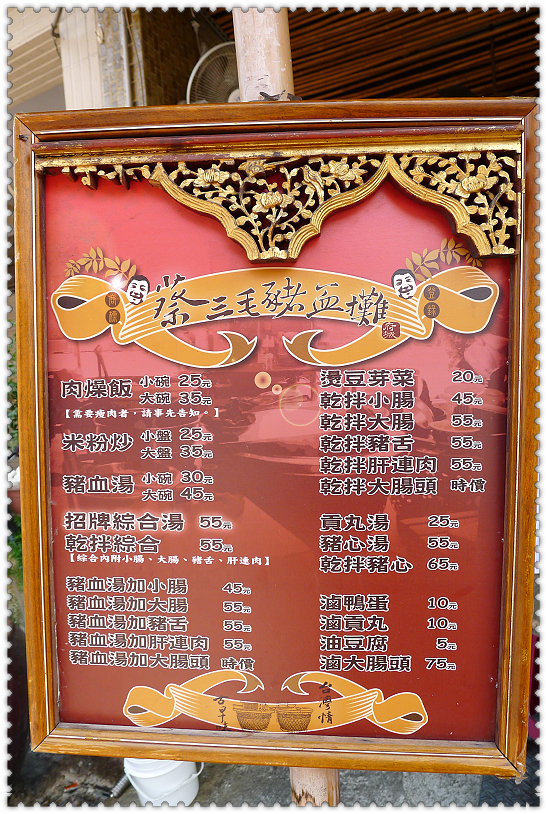 蔡三毛豬血攤
商標
登錄
府城
肉燥飯 小碗 25元
大碗 35元
【需要瘦肉者，請事先告知。】
米粉炒 小盤 25元
大盤 35元
豬血湯 小碗 30元
大碗 45元
招牌綜合湯 55元
乾拌綜合 55元
【綜合內附小腸、大腸、豬舌、肝連肉】
豬血湯加小腸 45元
豬血湯加大腸 55元
豬血湯加豬舌 55元
豬血湯加肝連肉 55元
豬血湯加大腸頭 時價
燙豆芽菜 20元
乾拌小腸 45元
乾拌大腸 55元
乾拌豬舌 55元
乾拌肝連肉 55元
乾拌大腸頭 時價
貢丸湯 25元
豬心湯 55元
乾拌豬心 65元
滷鴨蛋 10元
滷貢丸 10元
油豆腐 5元
滷大腸頭 75元
古早味
台灣情